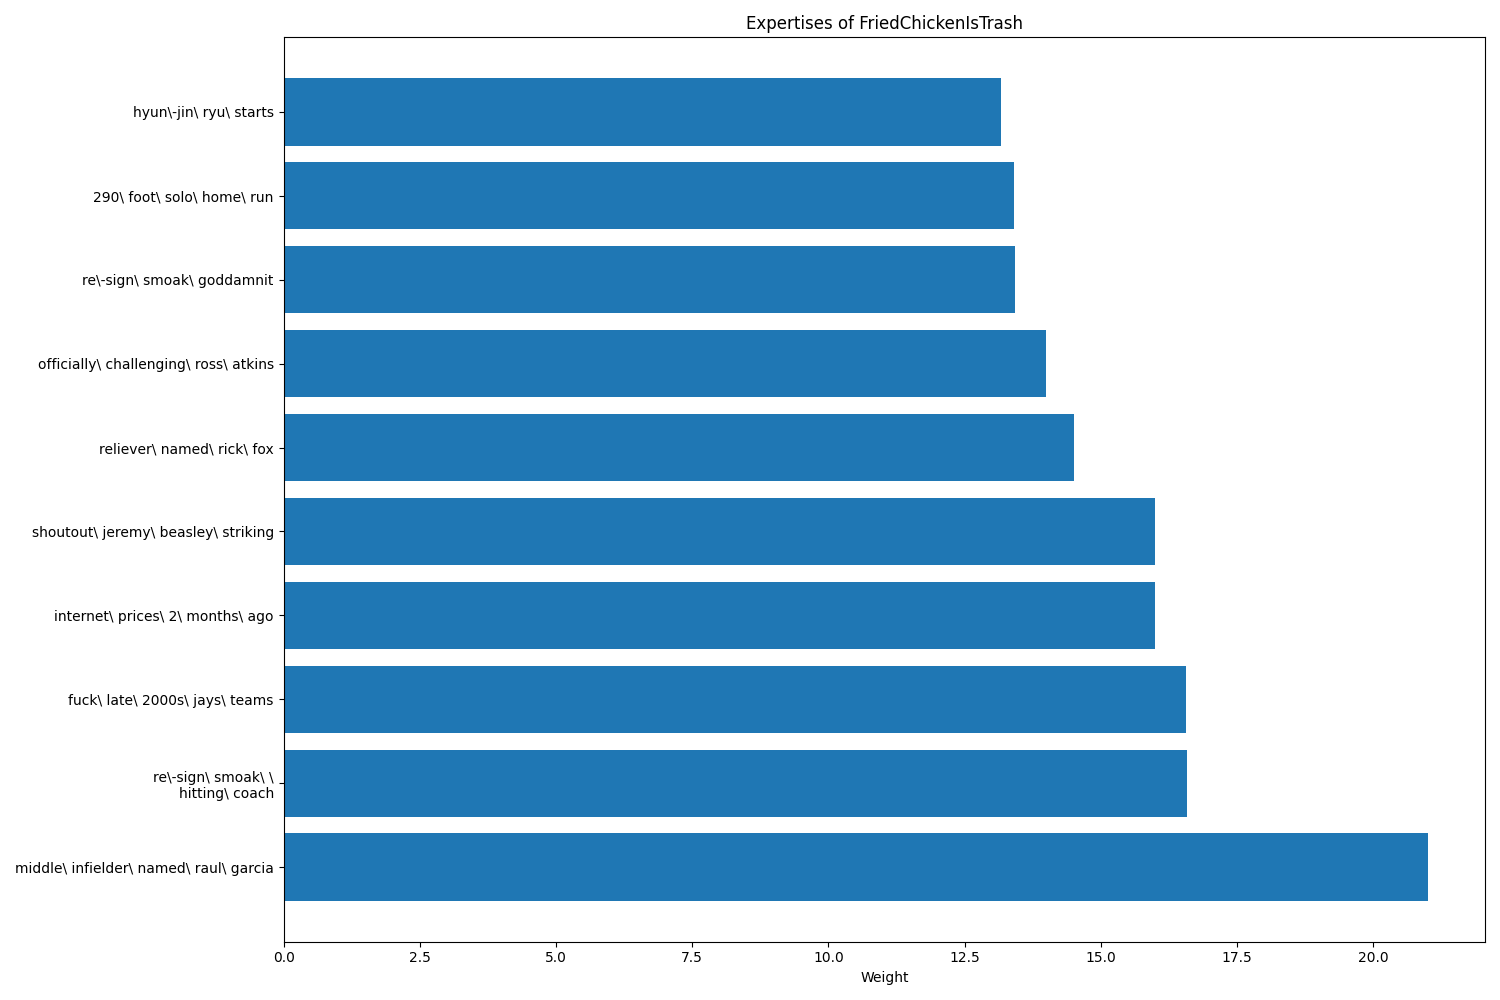 Expertises of FriedChickenIsTrash
hyun\-jin\ ryu\ starts
290\ foot\ solo\ home\ run
re\-sign\ smoak\ goddamnit
officially\ challenging\ ross\ atkins
reliever\ named\ rick\ fox
shoutout\ jeremy\ beasley\ striking
internet\ prices\ 2\ months\ ago
fuck\ late\ 2000s\ jays\ teams
re\-sign\ smoak\ \
hitting\ coach
middle\ infielder\ named\ raul\ garcia
0.0 2.5 5.0 7.5 10.0 12.5 15.0 17.5 20.0
Weight